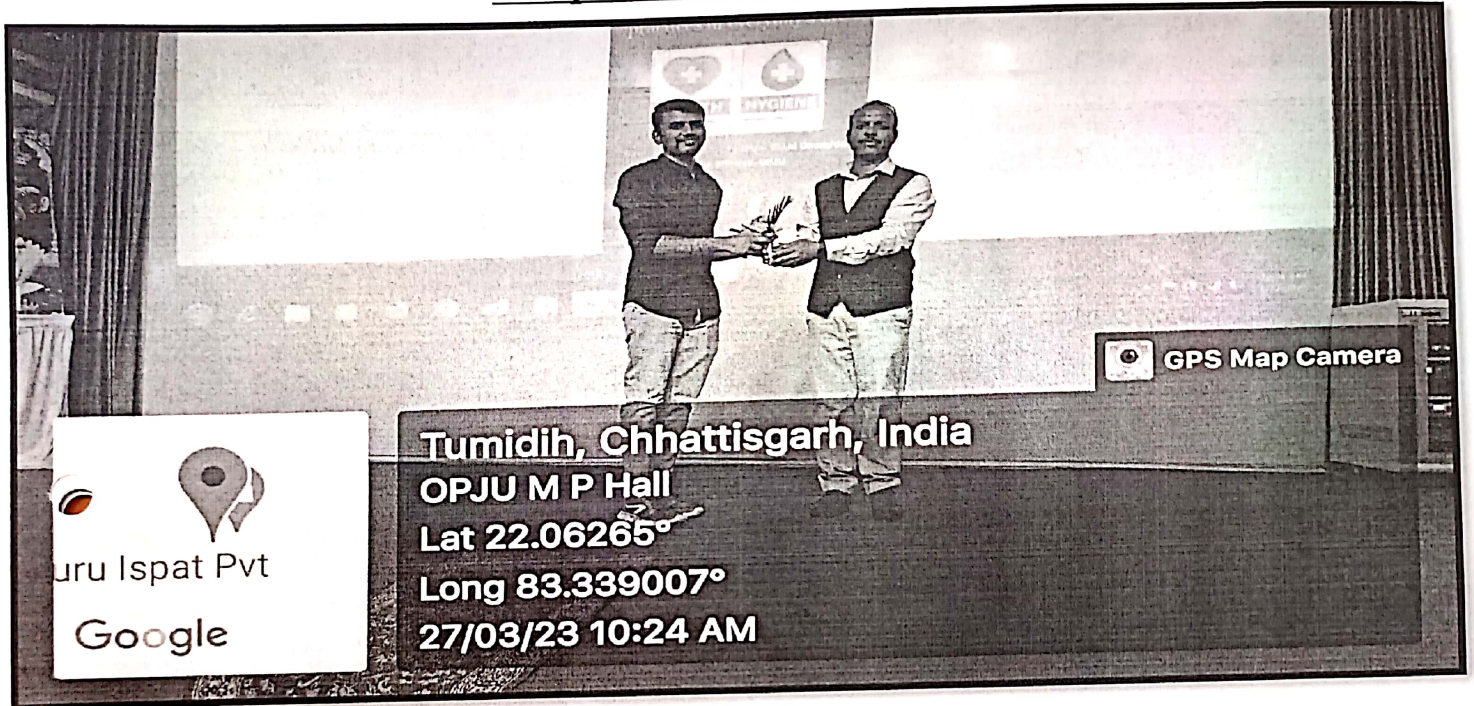 HYGIENE
GPS Map Camera
Tumidih, Chhattisgarh, India
OPJU M P Hall
Lat 22.06265°
Long 83.339007°
27/03/23 10:24 AM
uru Ispat Pvt
Google